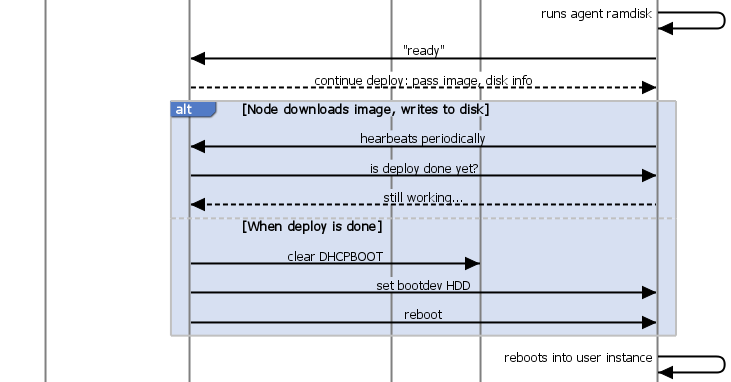 runs agent ramdisk
"ready"
continue deploy: pass image, disk info
alt
[Node downloads image, writes to disk]
hearbeats periodically
is deploy done yet?
still working...
[When deploy is done]
clear DHCPBOOT
set bootdev HDD
reboot
reboots into user instance